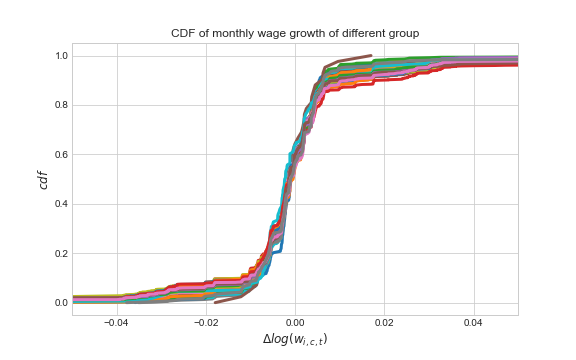 CDF of monthly wage growth of different group
1.0
0.8
0.6
0.4
0.2
0.0
cdf
−0.04 −0.02 0.00 0.02 0.04
Δlog(w_{i,c,t})